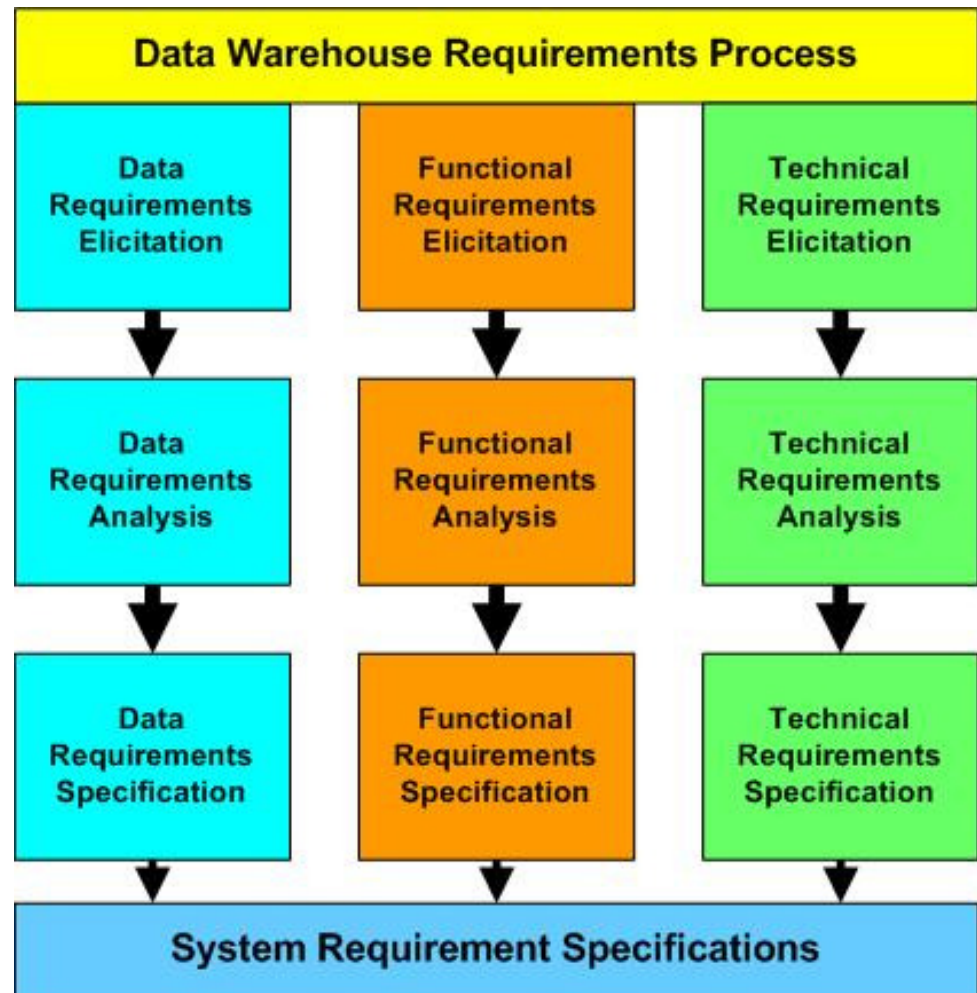 Data Warehouse Requirements Process
Data
Requirements
Elicitation
Functional
Requirements
Elicitation
Technical
Requirements
Elicitation
Data
Requirements
Analysis
Functional
Requirements
Analysis
Technical
Requirements
Analysis
Data
Requirements
Specification
Functional
Requirements
Specification
Technical
Requirements
Specification
System Requirement Specifications